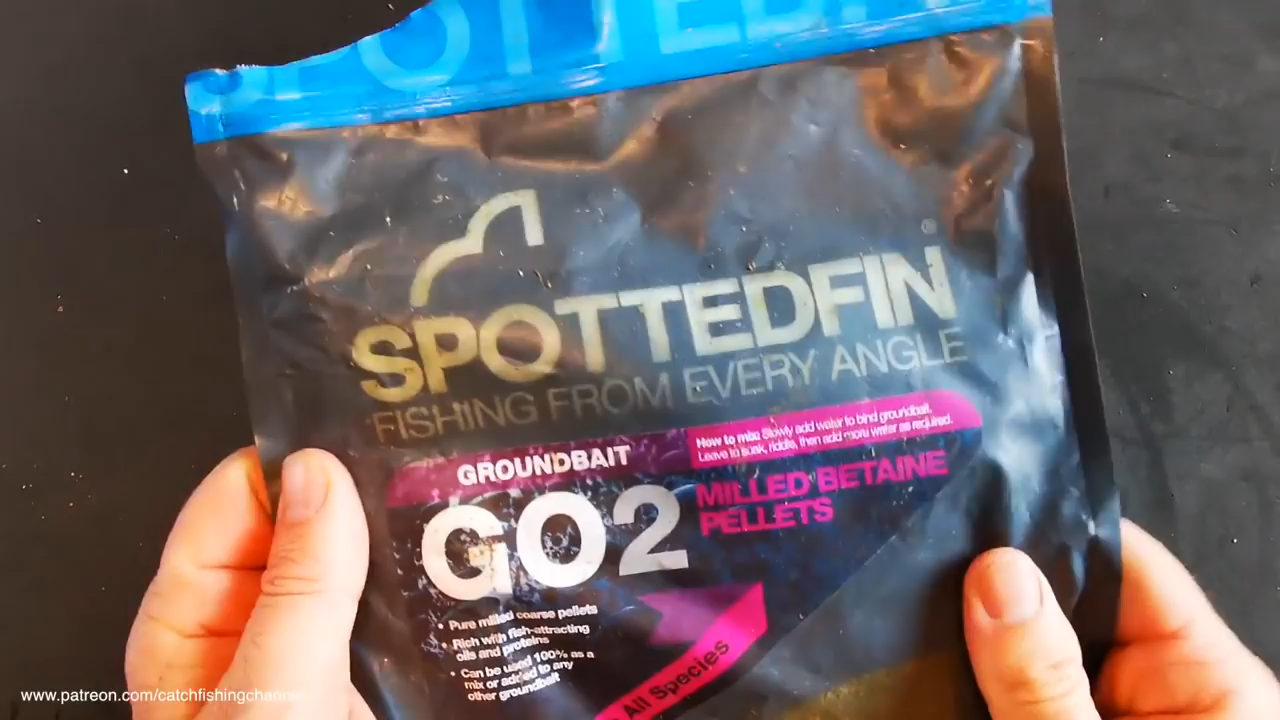 SPOTTEDFIN
SPOTTEDFIN®
FISHING FROM EVERY ANGLE
GROUNDBAIT
How to mix: Slowly add water to bind groundbait.
Leave to soak, riddle, then add more water as required.
GO2
MILLED BETAINE
PELLETS
• Pure milled coarse pellets
• Rich with fish-attracting
oils and proteins
• Can be used 100% as a
mix or added to any
other groundbait
All Species
www.patreon.com/catchfishingchannel